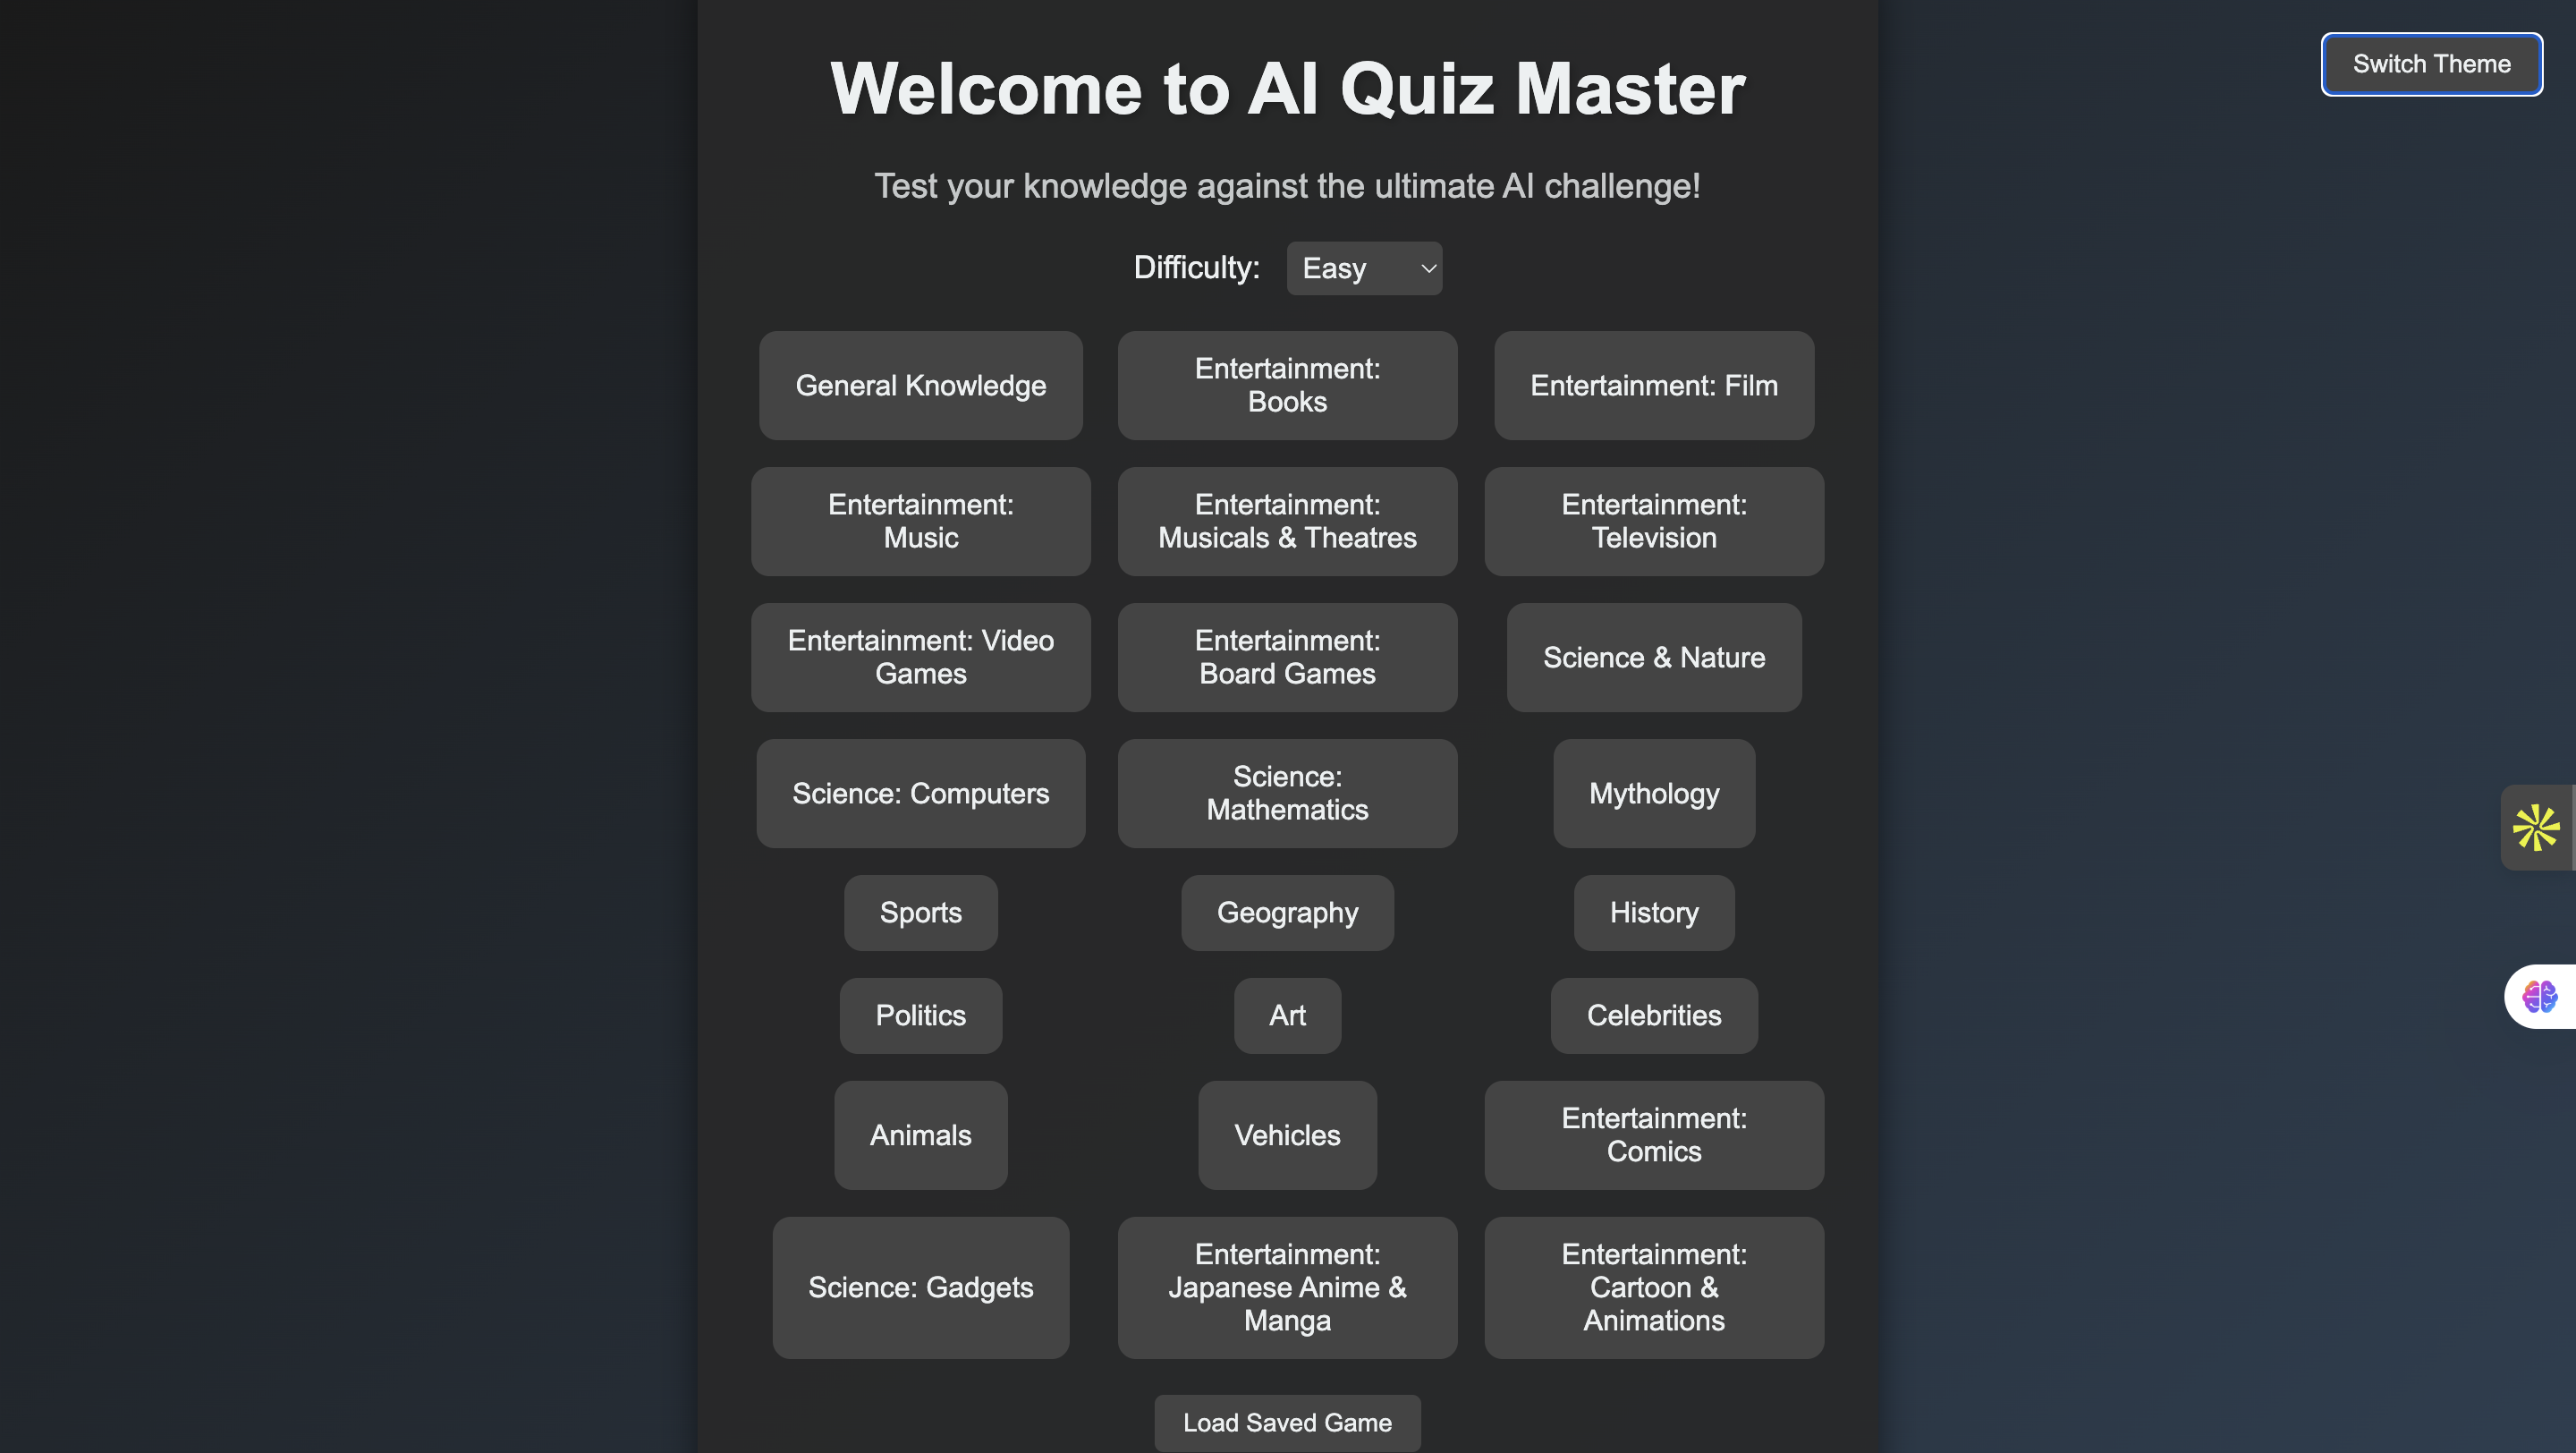 Welcome to AI Quiz Master
Switch Theme
Test your knowledge against the ultimate AI challenge!
Difficulty: Easy
General Knowledge
Entertainment:
Books
Entertainment: Film
Entertainment:
Music
Entertainment:
Musicals & Theatres
Entertainment:
Television
Entertainment: Video
Games
Entertainment:
Board Games
Science & Nature
Science: Computers
Science:
Mathematics
Mythology
Sports
Geography
History
Politics
Art
Celebrities
Animals
Vehicles
Entertainment:
Comics
Science: Gadgets
Entertainment:
Japanese Anime &
Manga
Entertainment:
Cartoon &
Animations
Load Saved Game